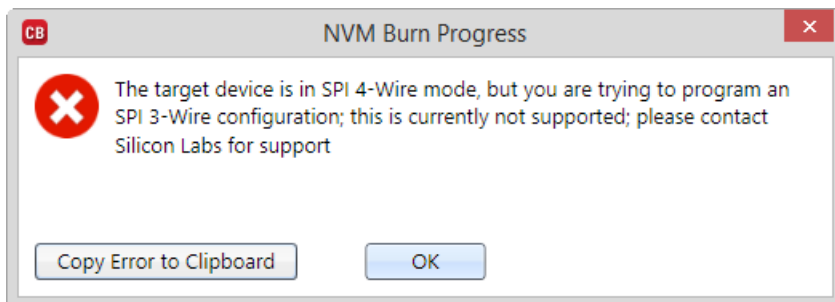 CB
NVM Burn Progress
The target device is in SPI 4-Wire mode, but you are trying to program an
SPI 3-Wire configuration; this is currently not supported; please contact
Silicon Labs for support
Copy Error to Clipboard
OK